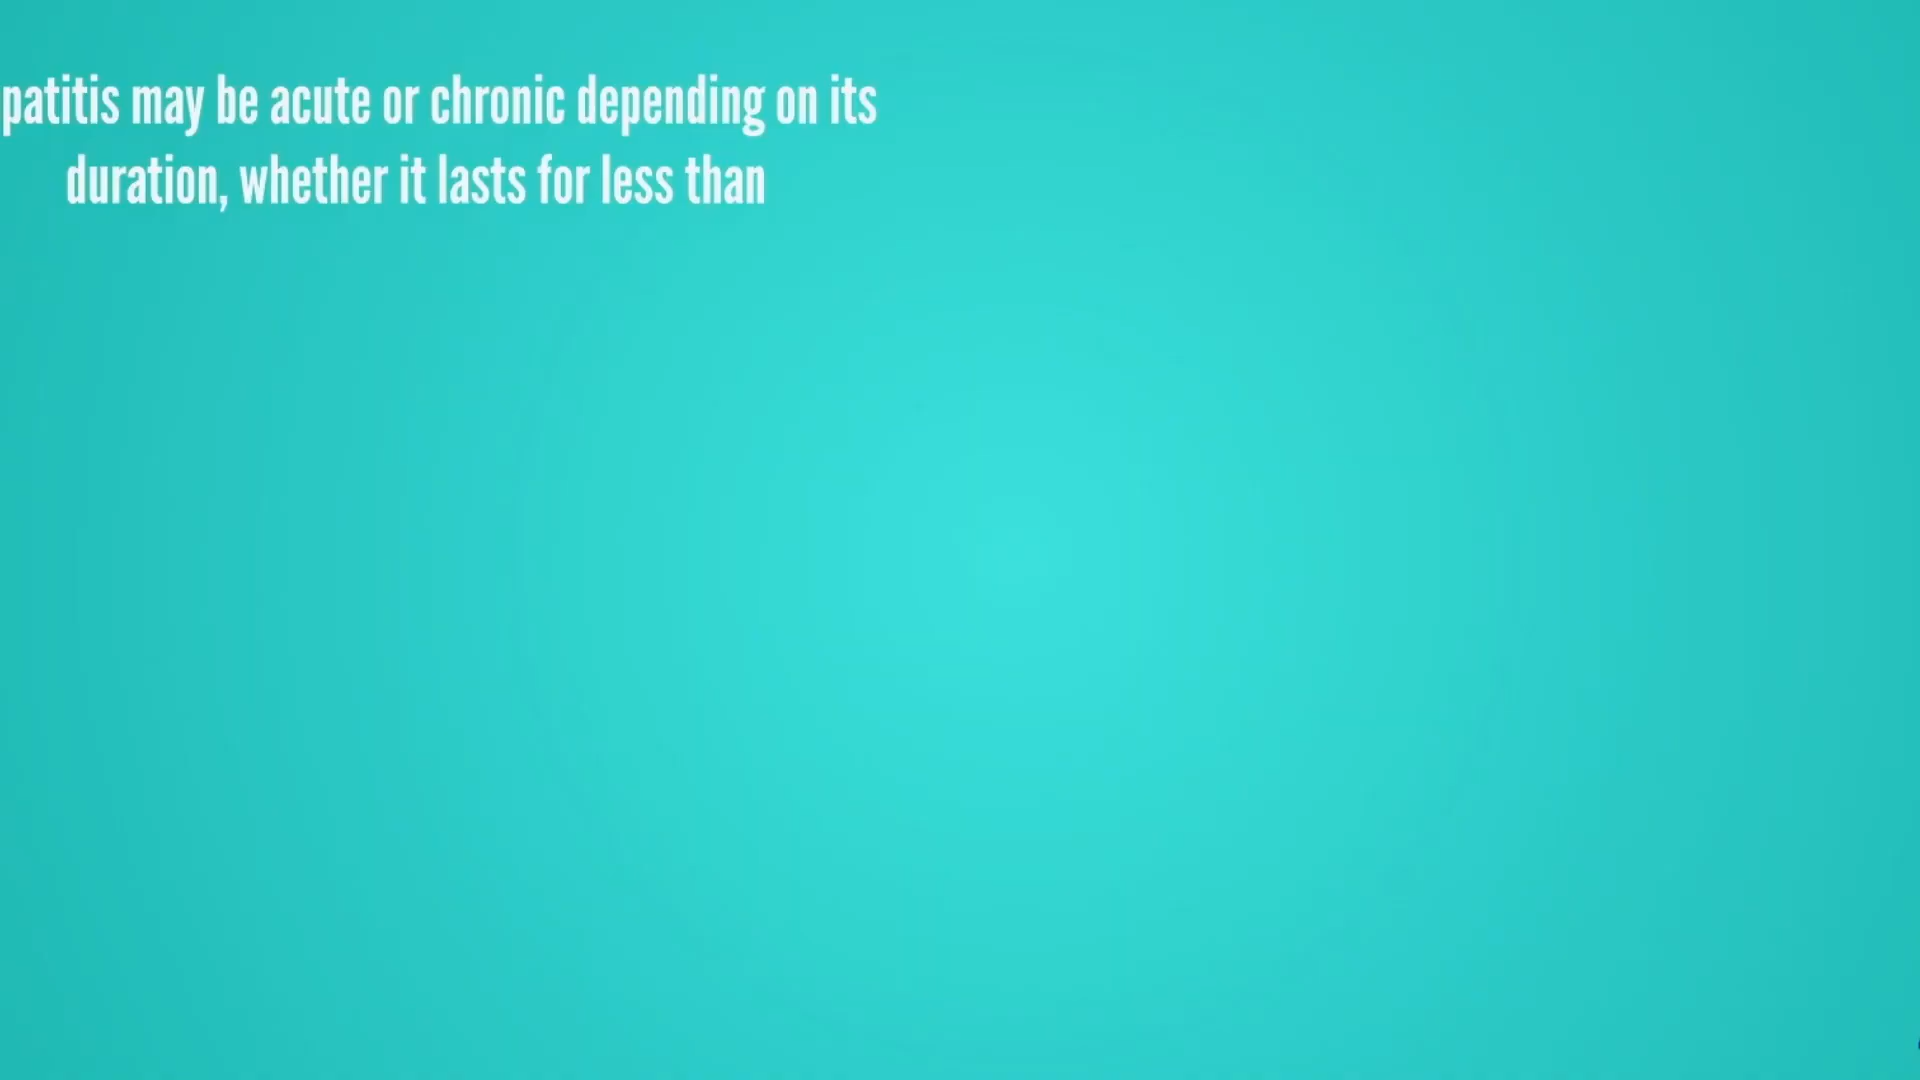 patitis may be acute or chronic depending on its
duration, whether it lasts for less than